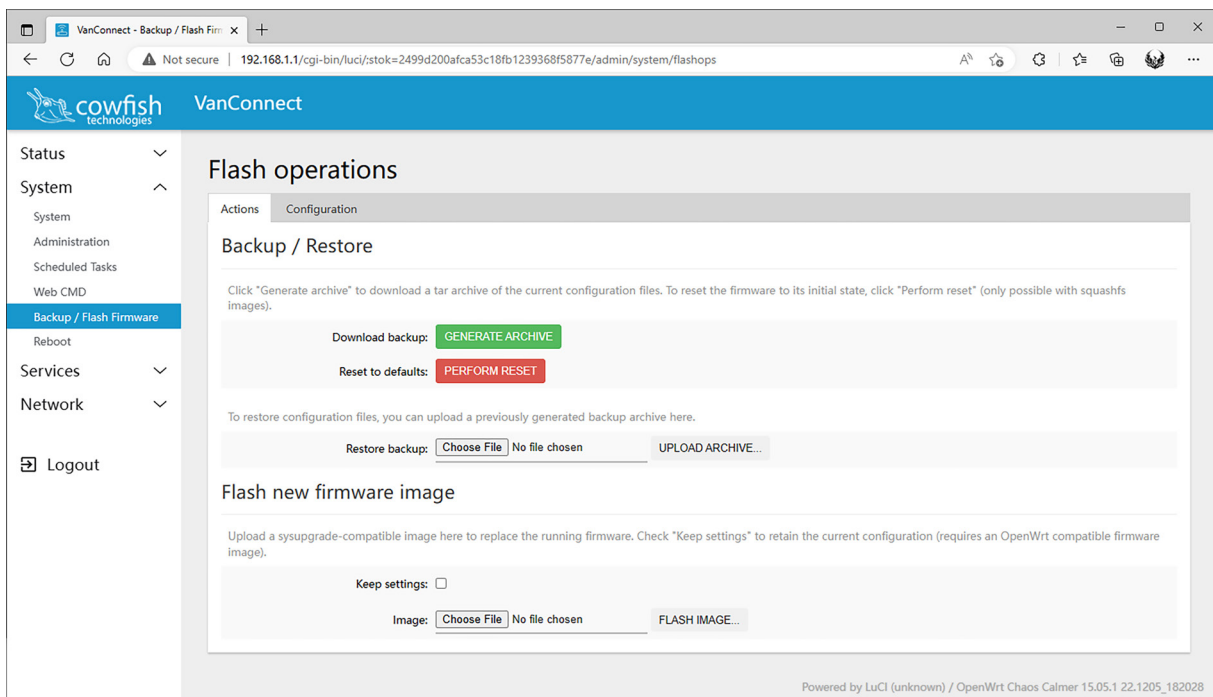 VanConnect - Backup / Flash Firm
Not secure
192.168.1.1/cgi-bin/luci/;stok=2499d200afca53c18fb1239368f5877e/admin/system/flashops
cowfish
technologies
VanConnect
Status
System
System
Administration
Scheduled Tasks
Web CMD
Backup / Flash Firmware
Reboot
Services
Network
Logout
Flash operations
Actions
Configuration
Backup / Restore
Click "Generate archive" to download a tar archive of the current configuration files. To reset the firmware to its initial state, click "Perform reset" (only possible with squashfs
images).
Download backup: GENERATE ARCHIVE
Reset to defaults: PERFORM RESET
To restore configuration files, you can upload a previously generated backup archive here.
Restore backup: Choose File No file chosen UPLOAD ARCHIVE...
Flash new firmware image
Upload a sysupgrade-compatible image here to replace the running firmware. Check "Keep settings" to retain the current configuration (requires an OpenWrt compatible firmware
image).
Keep settings:
Image: Choose File No file chosen FLASH IMAGE...
Powered by LuCI (unknown) / OpenWrt Chaos Calmer 15.05.1 22.1205_182028